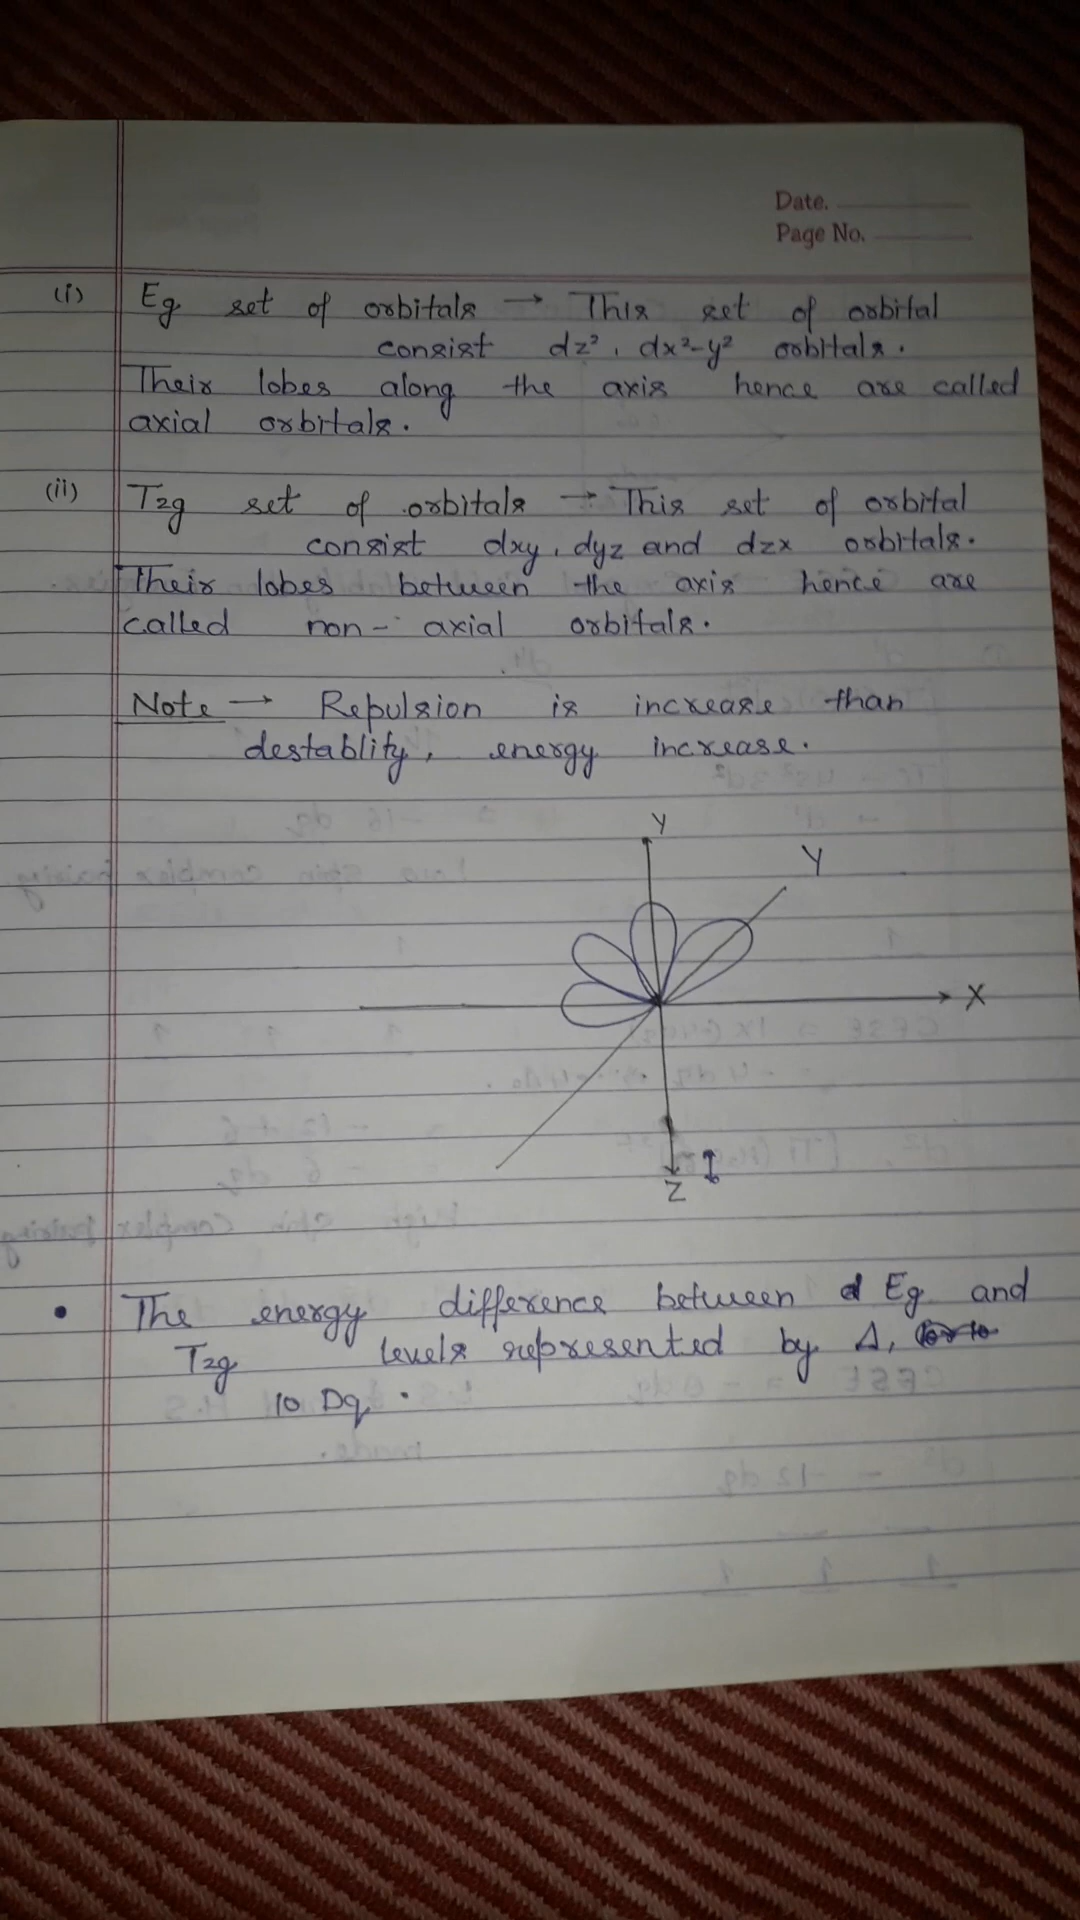 Date.
Page No.
(i) Eg set of orbitals → This set of orbital
consist dz², dx²-y² orbitals.
Their lobes along the axis hence are called
axial orbitals.
(ii) T2g set of orbitals → This set of orbital
consist dxy, dyz and dzx orbitals.
Their lobes between the axis hence are
called non-axial orbitals.
Note → Repulsion is increase than
destablity, energy increase.
Y
Y
X
Z
• The energy difference between Eg and
T2g levels represented by Δ,
10 Dq.